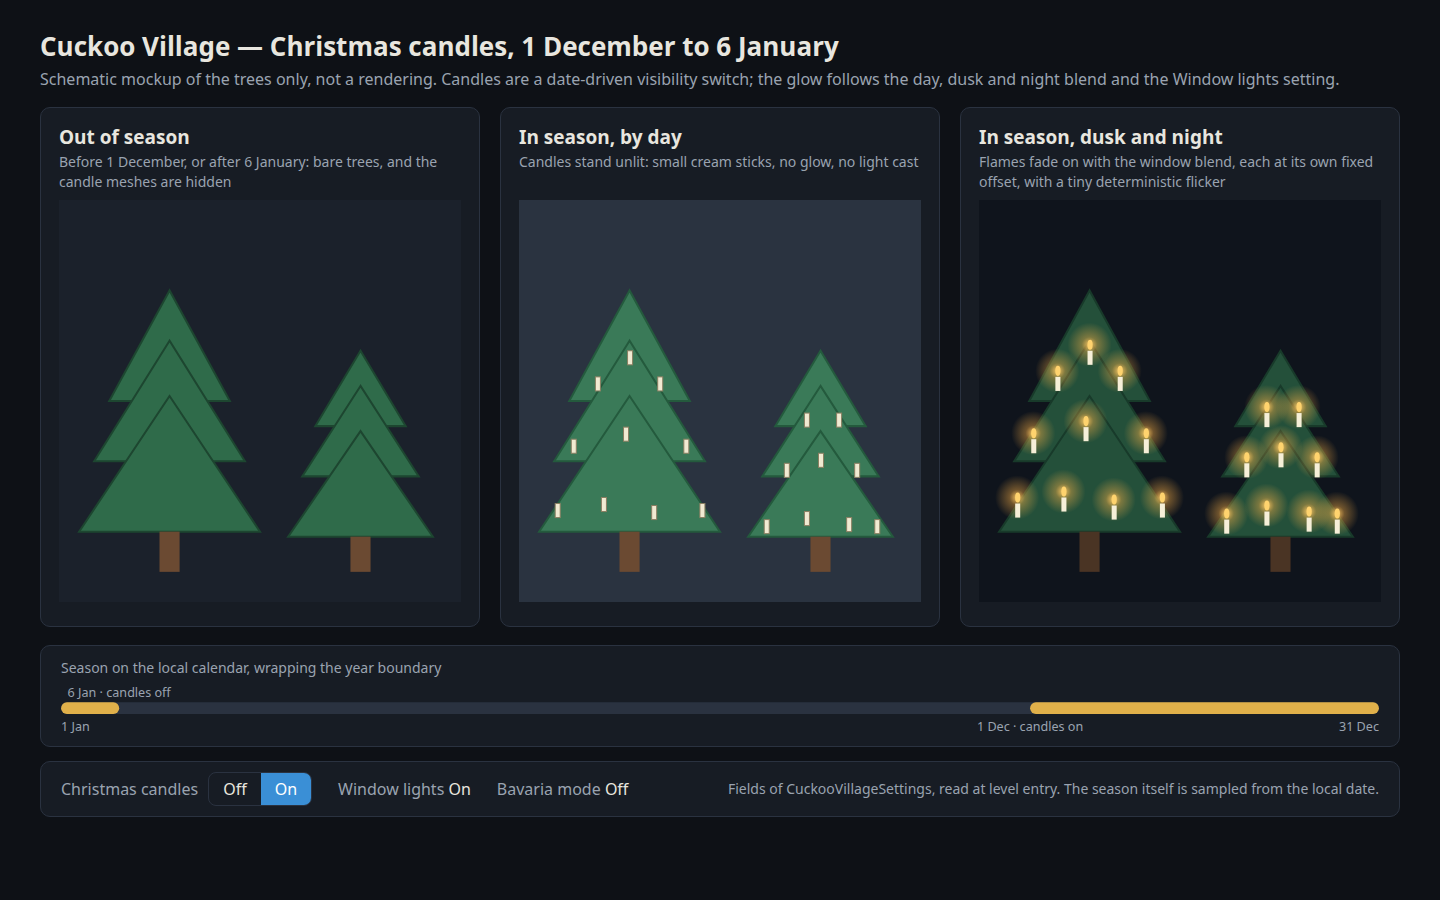 Cuckoo Village — Christmas candles, 1 December to 6 January
Schematic mockup of the trees only, not a rendering. Candles are a date-driven visibility switch; the glow follows the day, dusk and night blend and the Window lights setting.
Out of season
Before 1 December, or after 6 January: bare trees, and the
candle meshes are hidden
In season, by day
Candles stand unlit: small cream sticks, no glow, no light cast
In season, dusk and night
Flames fade on with the window blend, each at its own fixed
offset, with a tiny deterministic flicker
Season on the local calendar, wrapping the year boundary
6 Jan · candles off
1 Jan
1 Dec · candles on
31 Dec
Christmas candles Off On Window lights On Bavaria mode Off Fields of CuckooVillageSettings, read at level entry. The season itself is sampled from the local date.